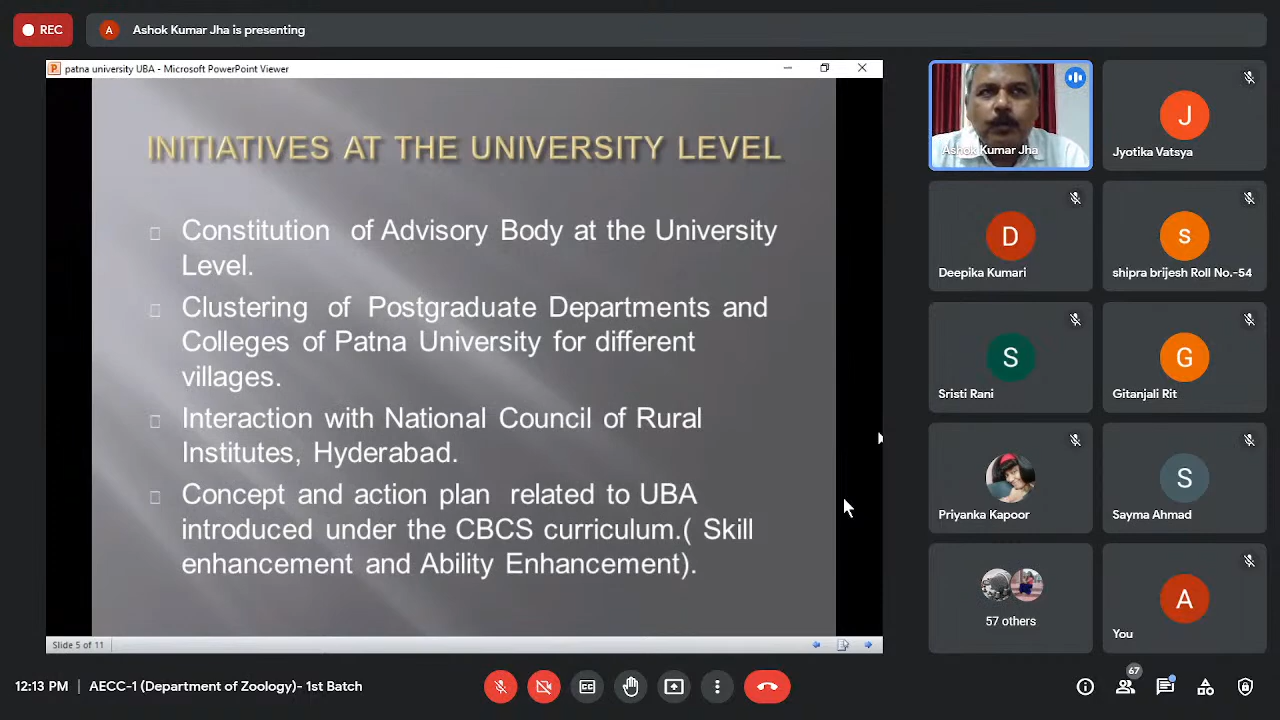 REC
A
Ashok Kumar Jha is presenting
patna university UBA - Microsoft PowerPoint Viewer
INITIATIVES AT THE UNIVERSITY LEVEL
Constitution of Advisory Body at the University
Level.
Clustering of Postgraduate Departments and
Colleges of Patna University for different
villages.
Interaction with National Council of Rural
Institutes, Hyderabad.
Concept and action plan related to UBA
introduced under the CBCS curriculum.( Skill
enhancement and Ability Enhancement).
Slide 5 of 11
Ashok Kumar Jha
J
Jyotika Vatsya
D
Deepika Kumari
s
shipra brijesh Roll No.-54
S
Sristi Rani
G
Gitanjali Rit
Priyanka Kapoor
S
Sayma Ahmad
57 others
A
You
12:13 PM | AECC-1 (Department of Zoology)- 1st Batch
67